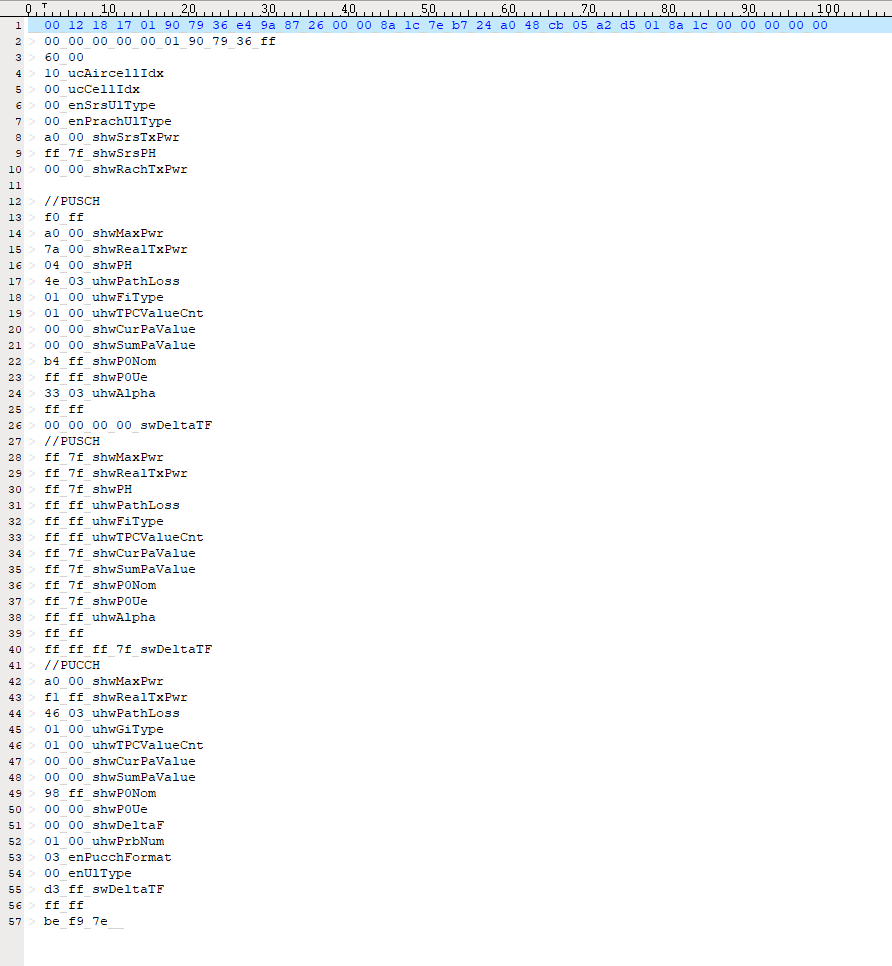 0 T 10 20 30 40 50 60 70 80 90 100
1 00 12 18 17 01 90 79 36 e4 9a 87 26 00 00 8a 1c 7e b7 24 a0 48 cb 05 a2 d5 01 8a 1c 00 00 00 00 00
2 00 00 00 00 00 01 90 79 36 ff
3 60 00
4 10 ucAircellIdx
5 00 ucCellIdx
6 00 enSrsUlType
7 00 enPrachUlType
8 a0 00 shwSrsTxPwr
9 ff 7f shwSrsPH
10 00 00 shwRachTxPwr
11
12 //PUSCH
13 f0 ff
14 a0 00 shwMaxPwr
15 7a 00 shwRealTxPwr
16 04 00 shwPH
17 4e 03 uhwPathLoss
18 01 00 uhwFiType
19 01 00 uhwTPCValueCnt
20 00 00 shwCurPaValue
21 00 00 shwSumPaValue
22 b4 ff shwP0Nom
23 ff ff shwP0Ue
24 33 03 uhwAlpha
25 ff ff
26 00 00 00 00 swDeltaTF
27 //PUSCH
28 ff 7f shwMaxPwr
29 ff 7f shwRealTxPwr
30 ff 7f shwPH
31 ff ff uhwPathLoss
32 ff ff uhwFiType
33 ff ff uhwTPCValueCnt
34 ff 7f shwCurPaValue
35 ff 7f shwSumPaValue
36 ff 7f shwP0Nom
37 ff 7f shwP0Ue
38 ff ff uhwAlpha
39 ff ff
40 ff ff ff 7f swDeltaTF
41 //PUCCH
42 a0 00 shwMaxPwr
43 f1 ff shwRealTxPwr
44 46 03 uhwPathLoss
45 01 00 uhwGiType
46 01 00 uhwTPCValueCnt
47 00 00 shwCurPaValue
48 00 00 shwSumPaValue
49 98 ff shwP0Nom
50 00 00 shwP0Ue
51 00 00 shwDeltaF
52 01 00 uhwPrbNum
53 03 enPucchFormat
54 00 enUlType
55 d3 ff swDeltaTF
56 ff ff
57 be f9 7e